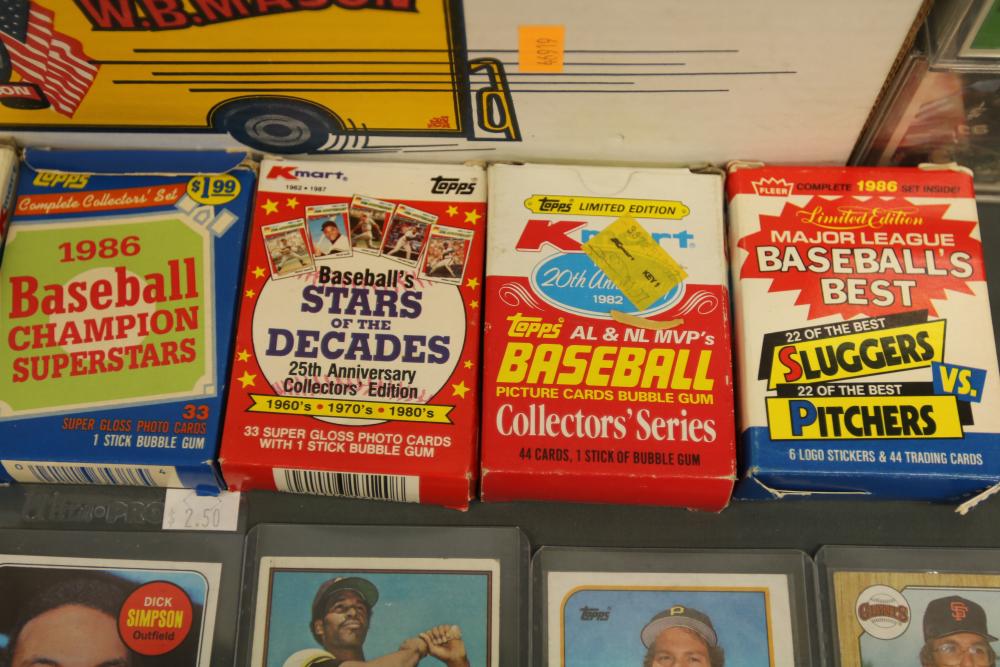 W.B. MASON
66919
Topps
Complete Collectors' Set
$1.99
1986
Baseball
CHAMPION
SUPERSTARS
33
SUPER GLOSS PHOTO CARDS
1 STICK BUBBLE GUM
Kmart
1962 • 1987
Topps
Baseball's
STARS
OF THE
DECADES
25th Anniversary
Collectors' Edition
1960's • 1970's • 1980's
33 SUPER GLOSS PHOTO CARDS
WITH 1 STICK BUBBLE GUM
Topps LIMITED EDITION
Kmart
20th
1982
Topps AL & NL MVP's
BASEBALL
PICTURE CARDS BUBBLE GUM
Collectors' Series
44 CARDS, 1 STICK OF BUBBLE GUM
FLEER COMPLETE 1986 SET INSIDE!
Limited Edition
MAJOR LEAGUE
BASEBALL'S
BEST
22 OF THE BEST
SLUGGERS
VS.
22 OF THE BEST
PITCHERS
6 LOGO STICKERS & 44 TRADING CARDS
$2.50
DICK
SIMPSON
Outfield
Topps
P
GIANTS
SF